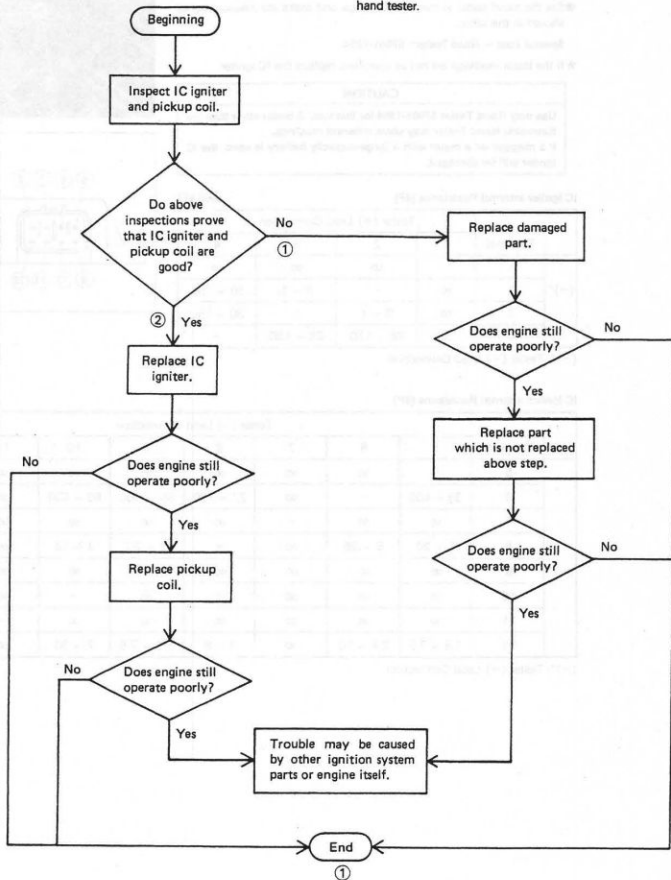 hand tester.
Beginning
Inspect IC igniter
and pickup coil.
Do above
inspections prove
that IC igniter and
pickup coil are
good?
No
①
②
Yes
Replace damaged
part.
Does engine still
operate poorly?
No
Yes
Replace IC
igniter.
Replace part
which is not replaced
above step.
Does engine still
operate poorly?
No
Yes
Does engine still
operate poorly?
No
Yes
Replace pickup
coil.
Does engine still
operate poorly?
No
Yes
Trouble may be caused
by other ignition system
parts or engine itself.
End
①